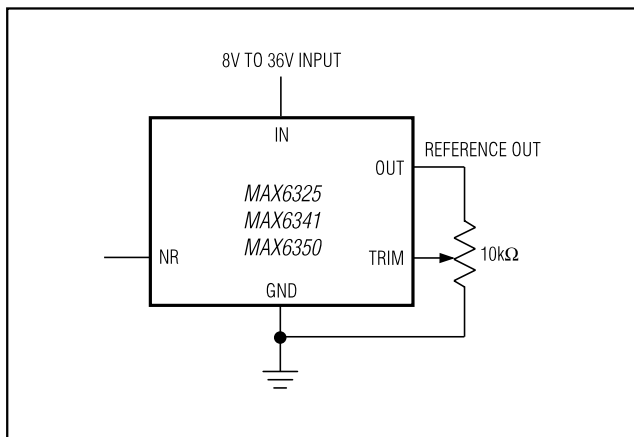 8V TO 36V INPUT
IN
REFERENCE OUT
OUT
MAX6325
MAX6341
MAX6350
NR
TRIM
10kΩ
GND